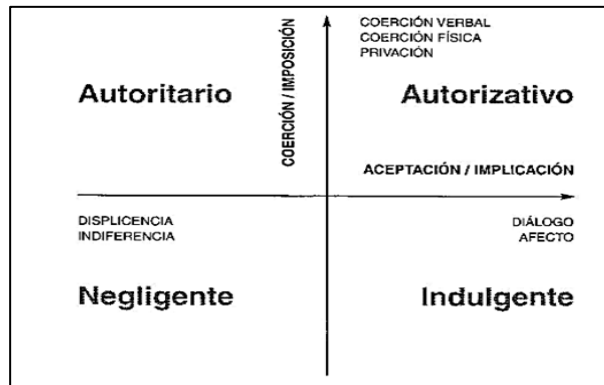 COERCIÓN VERBAL
COERCIÓN FÍSICA
PRIVACIÓN
COERCIÓN / IMPOSICIÓN
Autoritario
Autorizativo
ACEPTACIÓN / IMPLICACIÓN
DISPLICENCIA
INDIFERENCIA
DIÁLOGO
AFECTO
Negligente
Indulgente